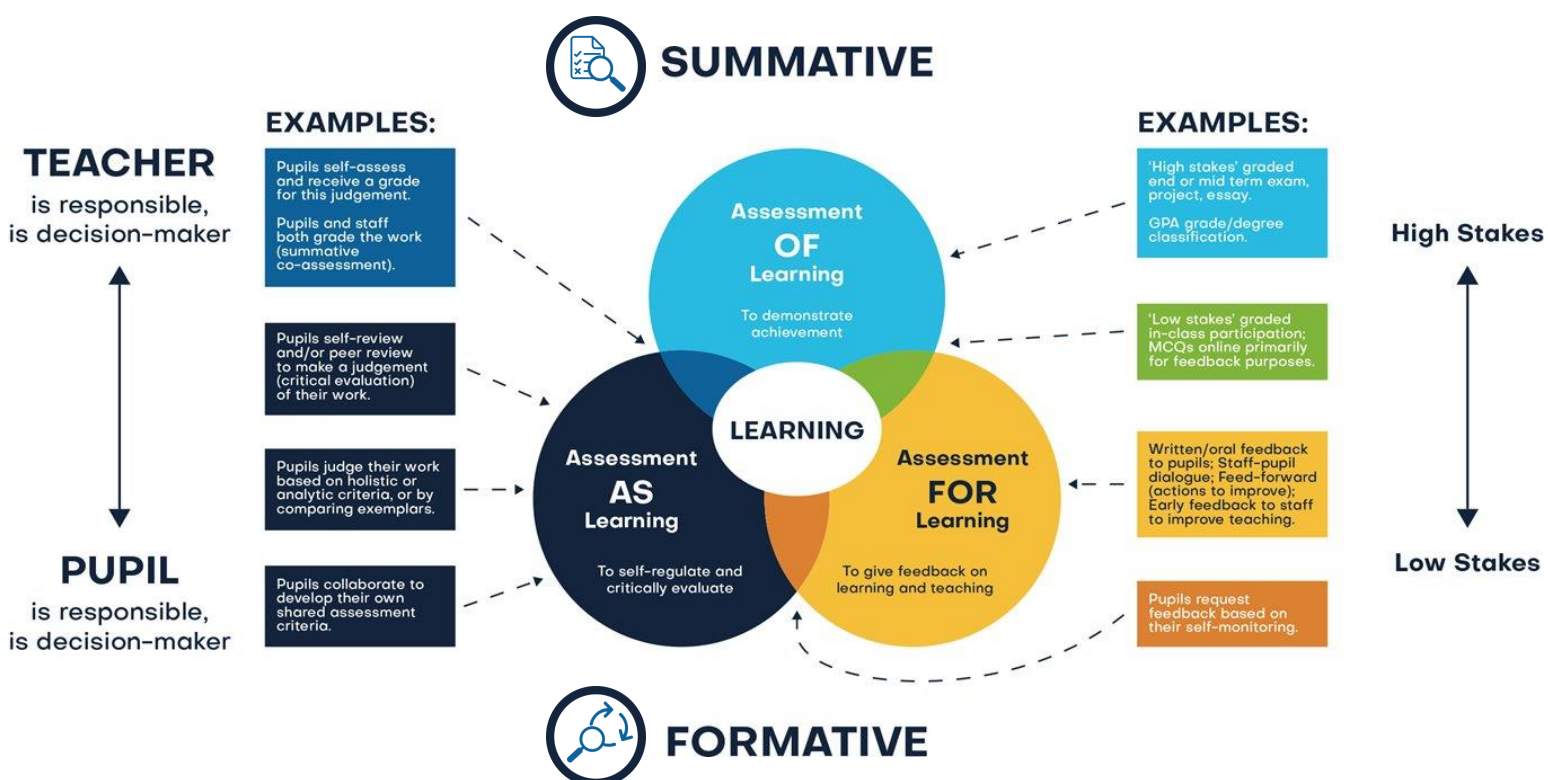 SUMMATIVE
TEACHER
is responsible,
is decision-maker
PUPIL
is responsible,
is decision-maker
EXAMPLES:
Pupils self-assess
and receive a grade
for this judgement.
Pupils and staff
both grade the work
(summative
co-assessment).
Pupils self-review
and/or peer review
to make a judgement
(critical evaluation)
of their work.
Pupils judge their work
based on holistic or
analytic criteria, or by
comparing exemplars.
Pupils collaborate to
develop their own
shared assessment
criteria.
Assessment
OF
Learning
To demonstrate
achievement
LEARNING
Assessment
AS
Learning
To self-regulate and
critically evaluate
Assessment
FOR
Learning
To give feedback on
learning and teaching
EXAMPLES:
'High stakes' graded
end or mid term exam,
project, essay.
GPA grade/degree
classification.
'Low stakes' graded
in-class participation;
MCQs online primarily
for feedback purposes.
Written/oral feedback
to pupils; Staff-pupil
dialogue; Feed-forward
(actions to improve);
Early feedback to staff
to improve teaching.
Pupils request
feedback based on
their self-monitoring.
High Stakes
Low Stakes
FORMATIVE